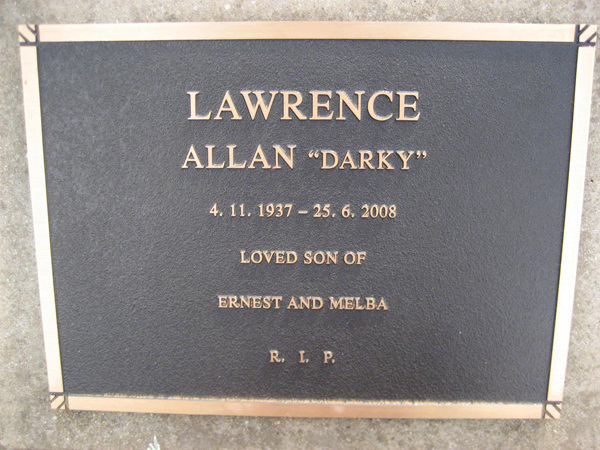 LAWRENCE
ALLAN “DARKY”
4. 11. 1937 – 25. 6. 2008
LOVED SON OF
ERNEST AND MELBA
R. I. P.